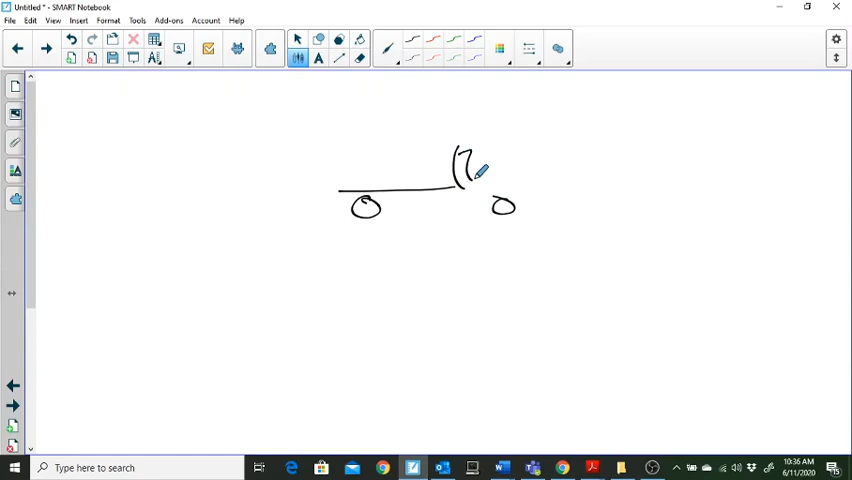 Untitled * - SMART Notebook
File Edit View Insert Format Tools Add-ons Account Help
A
Type here to search
10:36 AM
6/11/2020